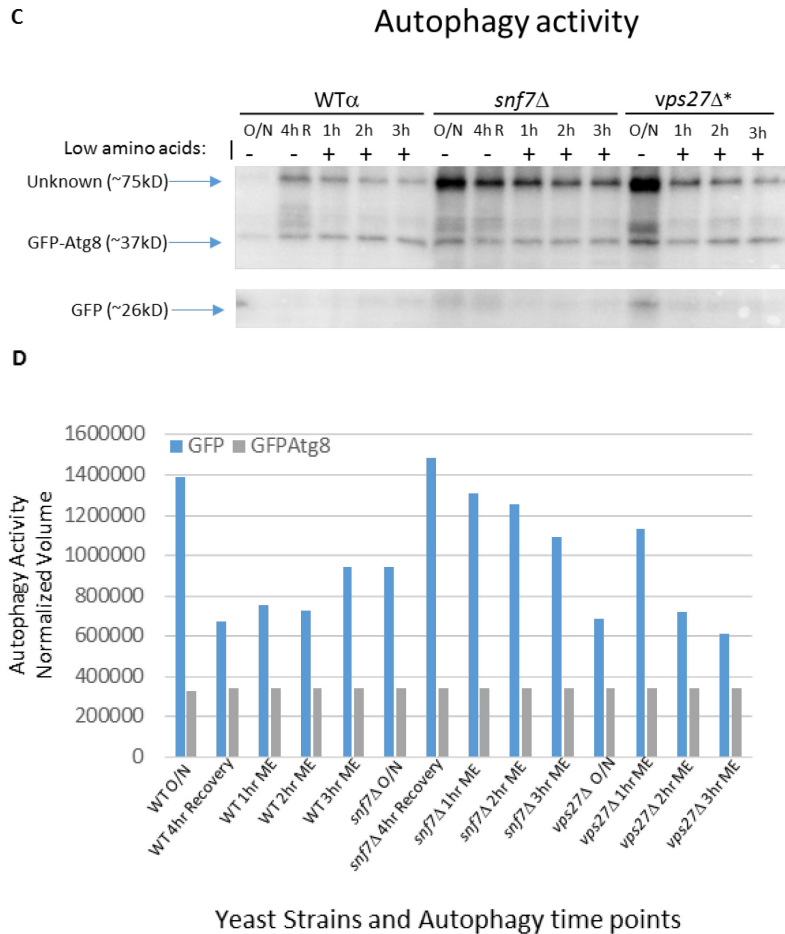 C
Autophagy activity
WTα snf7Δ vps27Δ*
O/N 4h R 1h 2h 3h O/N 4h R 1h 2h 3h O/N 1h 2h 3h
Low amino acids: - - + + + - - + + + - + + +
Unknown (~75kD)
GFP-Atg8 (~37kD)
GFP (~26kD)
D
GFP GFPAtg8
1600000
1400000
1200000
1000000
800000
600000
400000
200000
0
Autophagy Activity
Normalized Volume
WT O/N
WT 4hr Recovery
WT 1hr ME
WT 2hr ME
WT 3hr ME
snf7Δ O/N
snf7Δ 4hr Recovery
snf7Δ 1hr ME
snf7Δ 2hr ME
snf7Δ 3hr ME
vps27Δ O/N
vps27Δ 1hr ME
vps27Δ 2hr ME
vps27Δ 3hr ME
Yeast Strains and Autophagy time points